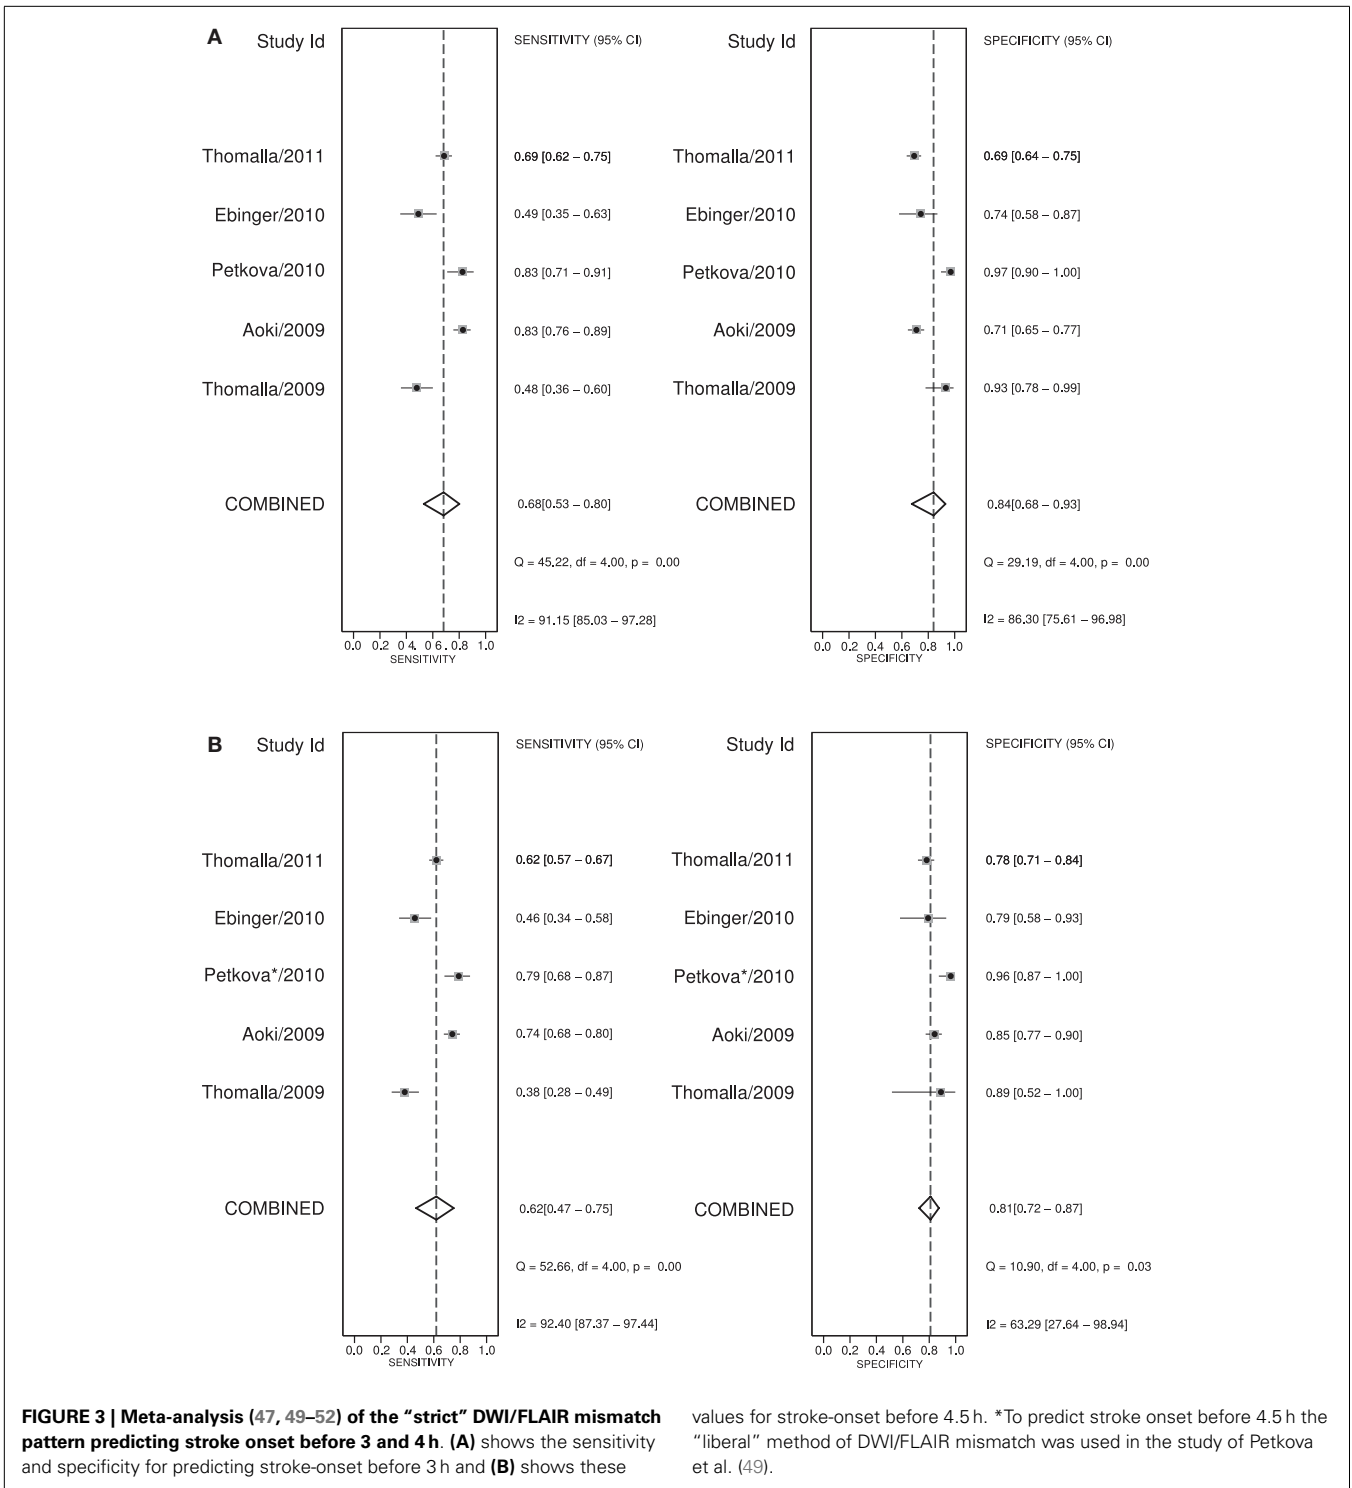 A Study Id SENSITIVITY (95% CI) Study Id SPECIFICITY (95% CI)
Thomalla/2011 0.69 [0.62 – 0.75] Thomalla/2011 0.69 [0.64 – 0.75]
Ebinger/2010 0.49 [0.35 – 0.63] Ebinger/2010 0.74 [0.58 – 0.87]
Petkova/2010 0.83 [0.71 – 0.91] Petkova/2010 0.97 [0.90 – 1.00]
Aoki/2009 0.83 [0.76 – 0.89] Aoki/2009 0.71 [0.65 – 0.77]
Thomalla/2009 0.48 [0.36 – 0.60] Thomalla/2009 0.93 [0.78 – 0.99]
COMBINED 0.68[0.53 – 0.80] COMBINED 0.84[0.68 – 0.93]
Q = 45.22, df = 4.00, p = 0.00 Q = 29.19, df = 4.00, p = 0.00
I2 = 91.15 [85.03 – 97.28] I2 = 86.30 [75.61 – 96.98]
0.0 0.2 0 4. 0 6 0.8 1.0 0.0 0.2 0.4 0.6 0.8 1.0
SENSITIVITY SPECIFICITY
B Study Id SENSITIVITY (95% CI) Study Id SPECIFICITY (95% CI)
Thomalla/2011 0.62 [0.57 – 0.67] Thomalla/2011 0.78 [0.71 – 0.84]
Ebinger/2010 0.46 [0.34 – 0.58] Ebinger/2010 0.79 [0.58 – 0.93]
Petkova*/2010 0.79 [0.68 – 0.87] Petkova*/2010 0.96 [0.87 – 1.00]
Aoki/2009 0.74 [0.68 – 0.80] Aoki/2009 0.85 [0.77 – 0.90]
Thomalla/2009 0.38 [0.28 – 0.49] Thomalla/2009 0.89 [0.52 – 1.00]
COMBINED 0.62[0.47 – 0.75] COMBINED 0.81[0.72 – 0.87]
Q = 52.66, df = 4.00, p = 0.00 Q = 10.90, df = 4.00, p = 0.03
I2 = 92.40 [87.37 – 97.44] I2 = 63.29 [27.64 – 98.94]
0.0 0.2 0.4 0.6 0.8 1.0 0.0 0.2 0.4 0.6 0.8 1.0
SENSITIVITY SPECIFICITY
FIGURE 3 | Meta-analysis (47, 49–52) of the “strict” DWI/FLAIR mismatch
pattern predicting stroke onset before 3 and 4 h. (A) shows the sensitivity
and specificity for predicting stroke-onset before 3 h and (B) shows these
values for stroke-onset before 4.5 h. *To predict stroke onset before 4.5 h the
“liberal” method of DWI/FLAIR mismatch was used in the study of Petkova
et al. (49).